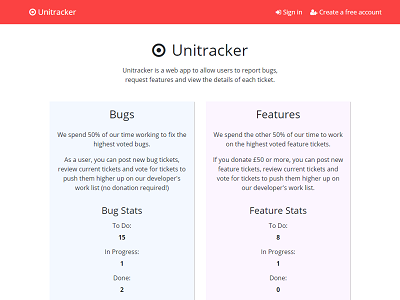 Unitracker
Sign in
Create a free account
Unitracker
Unitracker is a web app to allow users to report bugs,
request features and view the details of each ticket.
Bugs
We spend 50% of our time working to fix the
highest voted bugs.
As a user, you can post new bug tickets,
review current tickets and vote for tickets to
push them higher up on our developer's
work list (no donation required!)
Bug Stats
To Do:
15
In Progress:
1
Done:
2
Features
We spend the other 50% of our time to work
on the highest voted feature tickets.
If you donate £50 or more, you can post new
feature tickets, review current tickets and
vote for tickets to push them higher up on
our developer's work list.
Feature Stats
To Do:
8
In Progress:
1
Done:
0